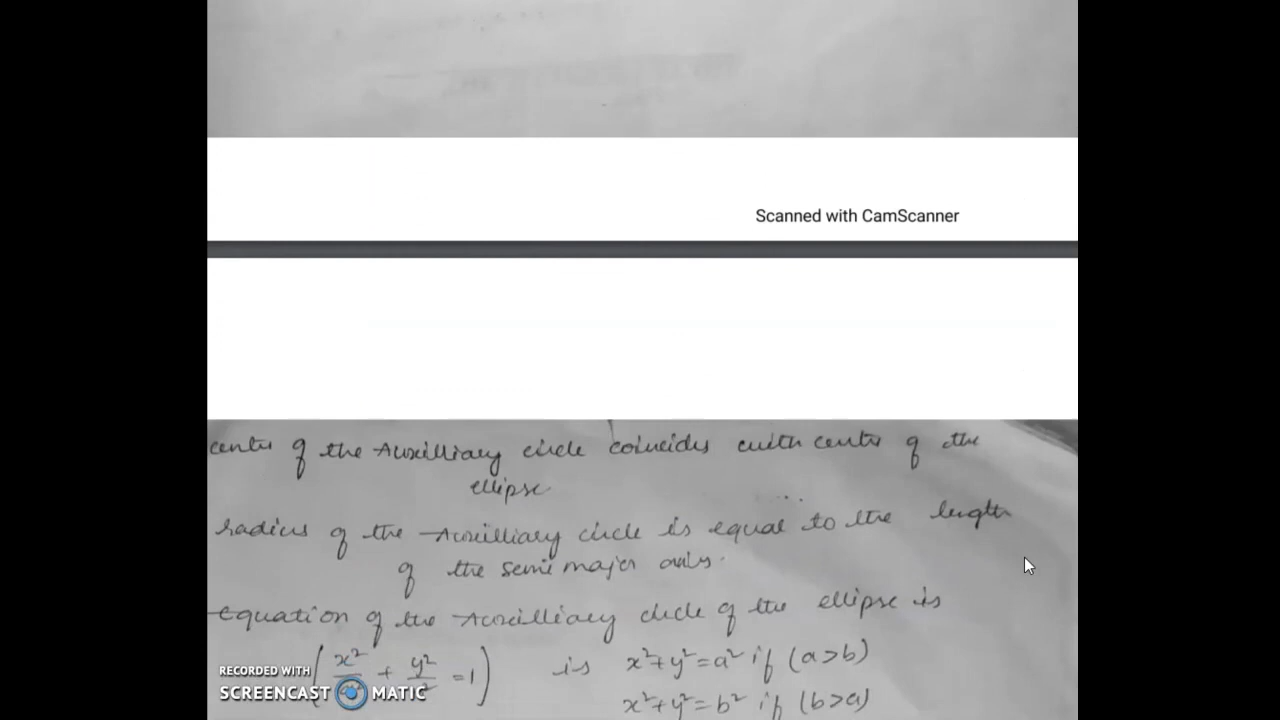 Scanned with CamScanner
centre of the Auxilliary circle coincides with centre of the
ellipse
radius of the Auxilliary circle is equal to the length
of the semi major axis.
Equation of the Auxilliary circle of the ellipse is
(x²/ + y²/ = 1) is x²+y²=a² if (a>b)
x²+y²=b² if (b>a)
RECORDED WITH
SCREENCAST MATIC